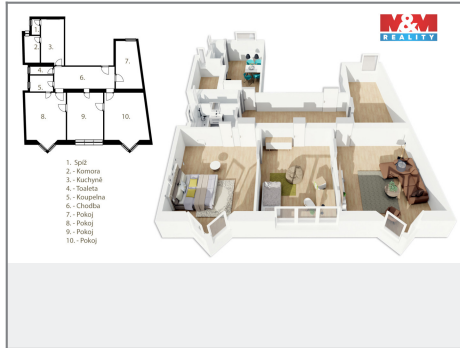 M&M
REALITY
1.
2.
3.
4.
5.
6.
7.
8.
9.
10.
1. Spíž
2. - Komora
3. - Kuchyně
4. - Toaleta
5. - Koupelna
6. - Chodba
7. - Pokoj
8. - Pokoj
9. - Pokoj
10. - Pokoj